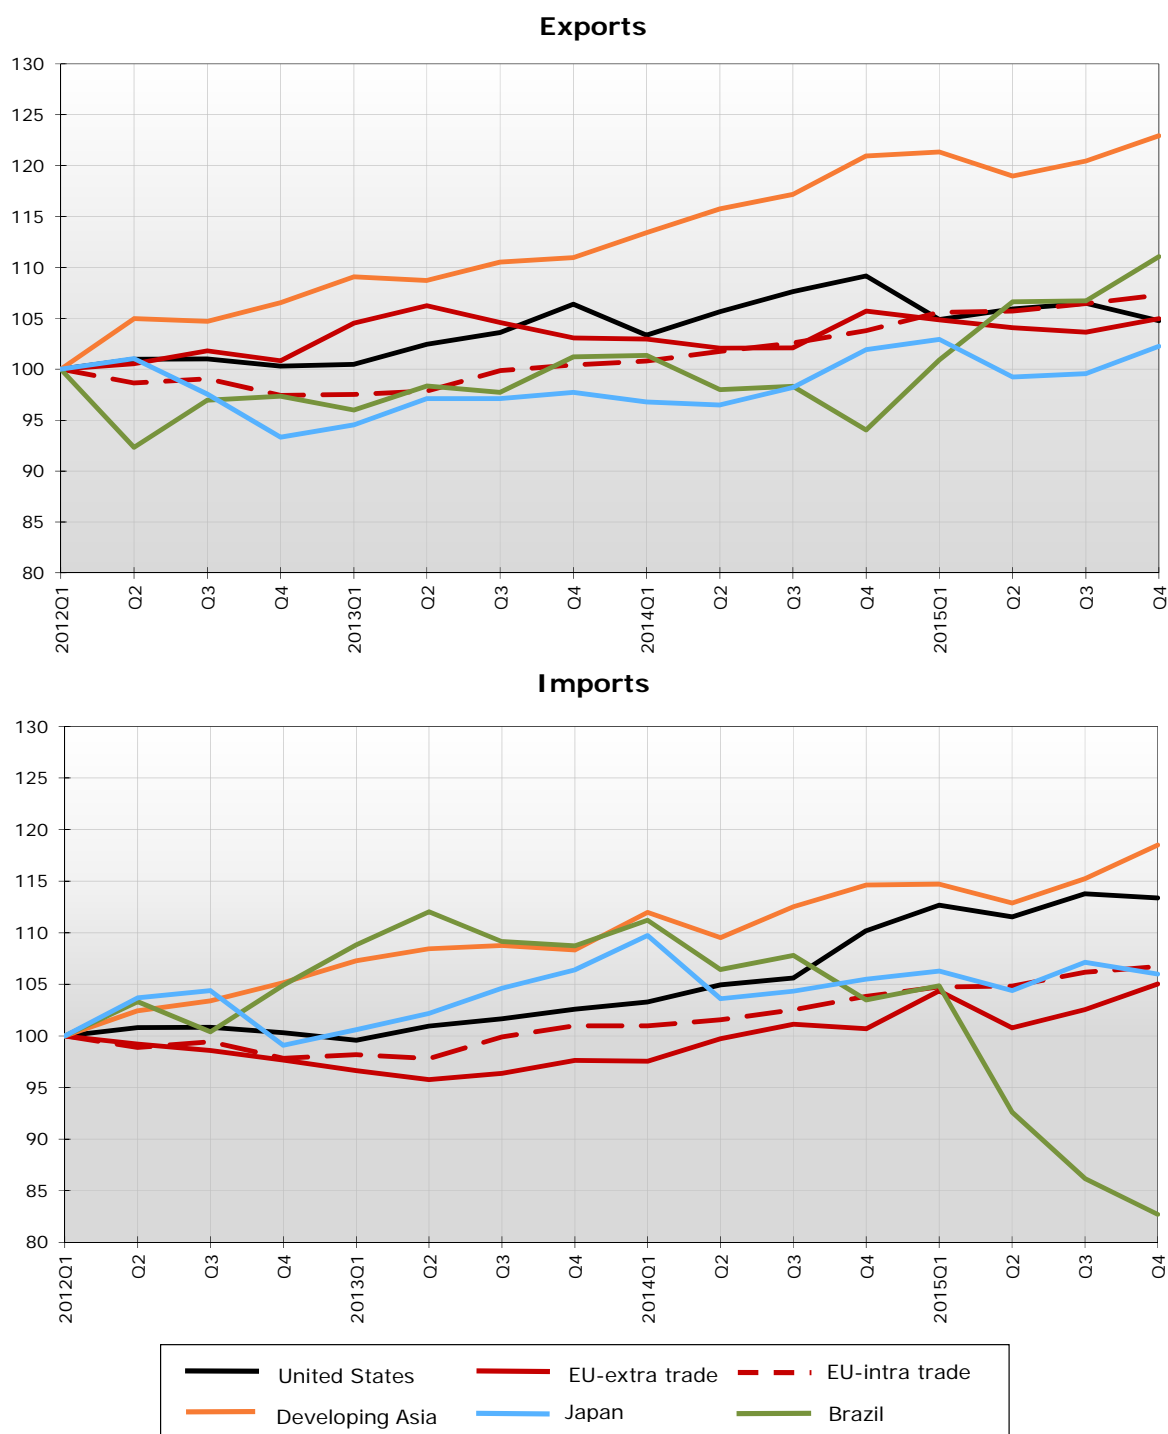 Exports
130
125
120
115
110
105
100
95
90
85
80
2012Q1
Q2
Q3
Q4
2013Q1
Q2
Q3
Q4
2014Q1
Q2
Q3
Q4
2015Q1
Q2
Q3
Q4
Imports
130
125
120
115
110
105
100
95
90
85
80
2012Q1
Q2
Q3
Q4
2013Q1
Q2
Q3
Q4
2014Q1
Q2
Q3
Q4
2015Q1
Q2
Q3
Q4
United States EU-extra trade EU-intra trade
Developing Asia Japan Brazil